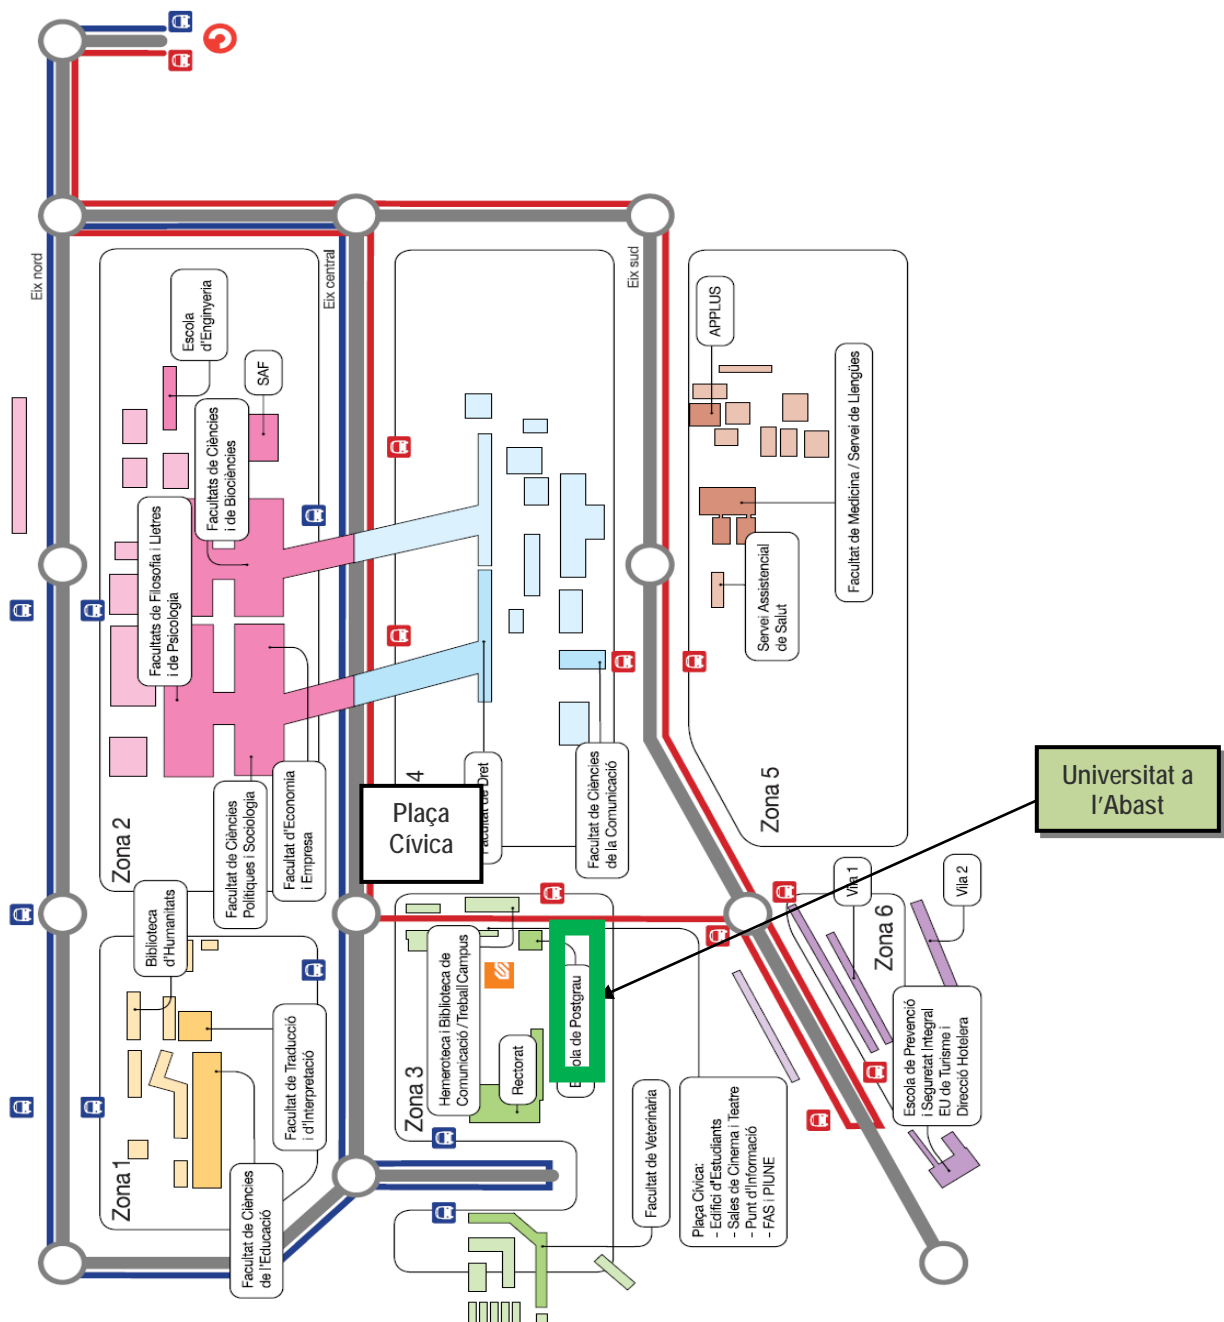 Eix nord
Eix central
Eix sud
Escola
d'Enginyeria
SAF
Facultats de Ciències
i de Biociències
Facultats de Filosofia i Lletres
i de Psicologia
Zona 2
Facultat de Ciències
Polítiques i Sociologia
Facultat d'Economia
i Empresa
APPLUS
Facultat de Medicina / Servei de Llengües
Servei Assistencial
de Salut
Zona 5
4
Plaça
Cívica
Dret
Facultat de Ciències
de la Comunicació
Universitat a
l'Abast
Biblioteca
d'Humanitats
Facultat de Traducció
i d'Interpretació
Zona 1
Facultat de Ciències
de l'Educació
Hemeroteca i Biblioteca de
Comunicació / Treball Campus
Rectorat
Zona 3
de Postgrau
Facultat de Veterinària
Plaça Cívica:
- Edifici d'Estudiants
- Sales de Cinema i Teatre
- Punt d'Informació
- FAS i PIUNE
Vila 1
Vila 2
Zona 6
Escola de Prevenció
i Seguretat Integral
EU de Turisme i
Direcció Hotelera